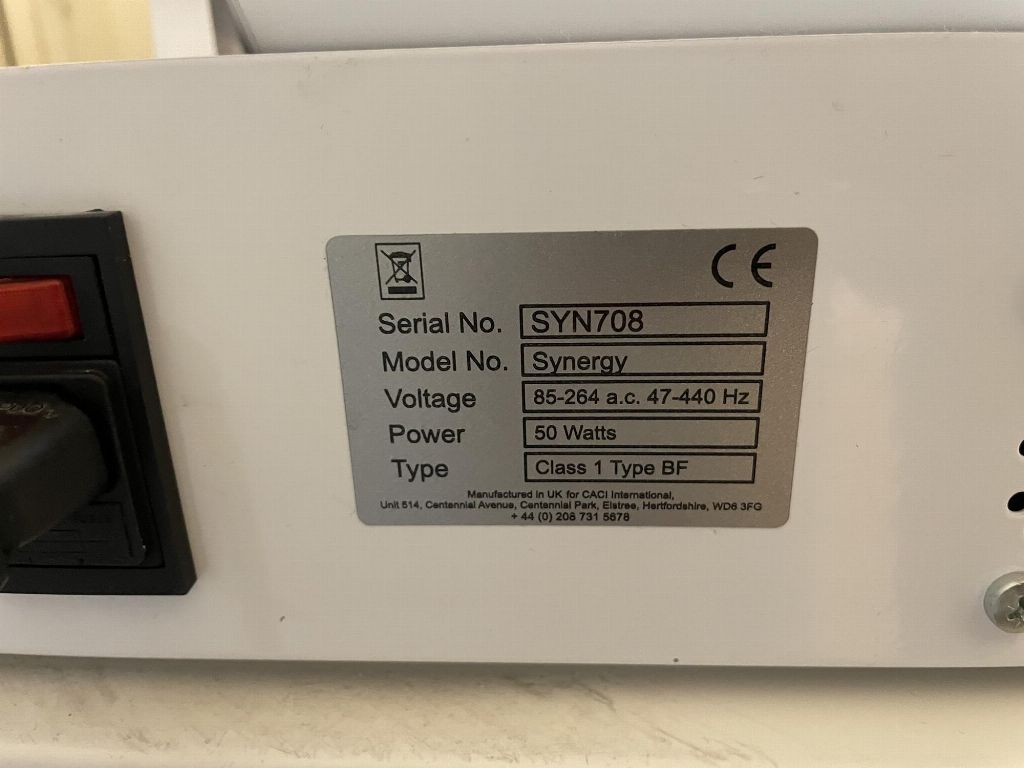 CE
Serial No. SYN708
Model No. Synergy
Voltage 85-264 a.c. 47-440 Hz
Power 50 Watts
Type Class 1 Type BF
Manufactured in UK for CACI International,
Unit 514, Centennial Avenue, Centennial Park, Elstree, Hertfordshire, WD6 3FG
+ 44 (0) 208 731 5678